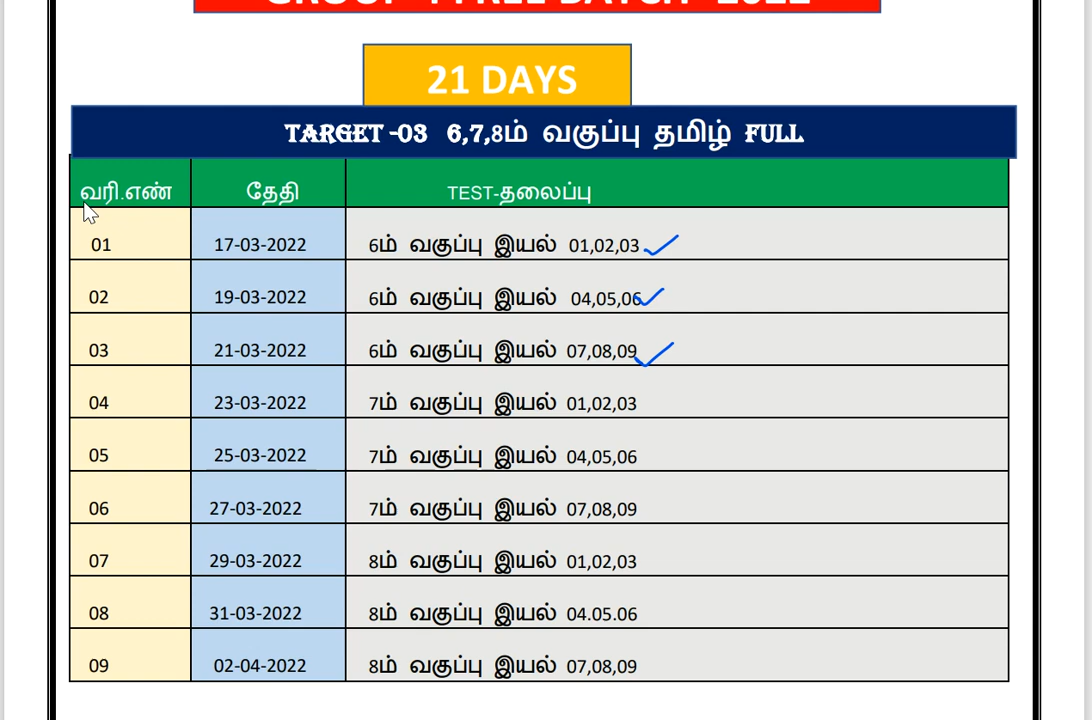 21 DAYS
TARGET -03 6,7,8ம் வகுப்பு தமிழ் FULL
வரி.எண் தேதி TEST-தலைப்பு
01 17-03-2022 6ம் வகுப்பு இயல் 01,02,03
02 19-03-2022 6ம் வகுப்பு இயல் 04,05,06
03 21-03-2022 6ம் வகுப்பு இயல் 07,08,09
04 23-03-2022 7ம் வகுப்பு இயல் 01,02,03
05 25-03-2022 7ம் வகுப்பு இயல் 04,05,06
06 27-03-2022 7ம் வகுப்பு இயல் 07,08,09
07 29-03-2022 8ம் வகுப்பு இயல் 01,02,03
08 31-03-2022 8ம் வகுப்பு இயல் 04.05.06
09 02-04-2022 8ம் வகுப்பு இயல் 07,08,09